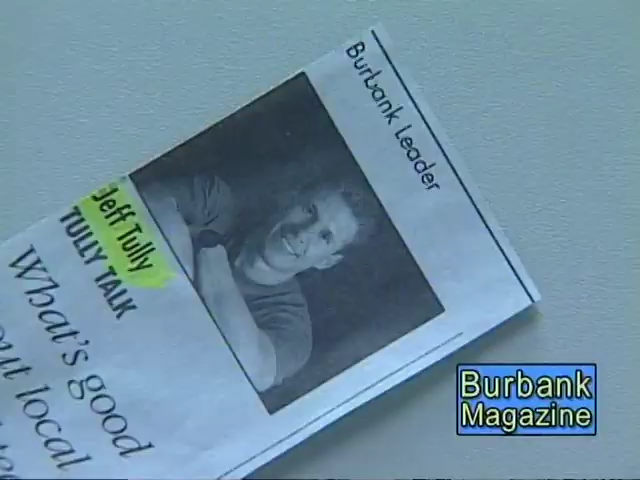 Burbank Leader
Jeff Tully
TULLY TALK
What's good
out local
Burbank
Magazine